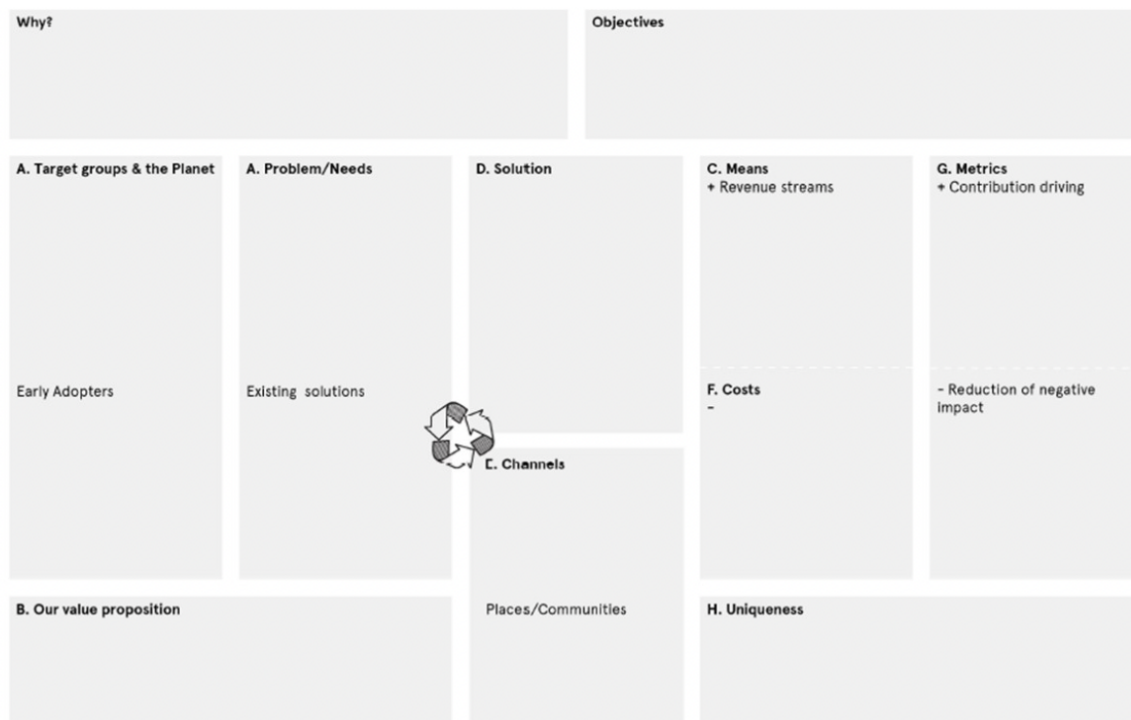 Why?
Objectives
A. Target groups & the Planet
A. Problem/Needs
D. Solution
C. Means
+ Revenue streams
G. Metrics
+ Contribution driving
Early Adopters
Existing solutions
F. Costs
-
- Reduction of negative
impact
E. Channels
B. Our value proposition
Places/Communities
H. Uniqueness